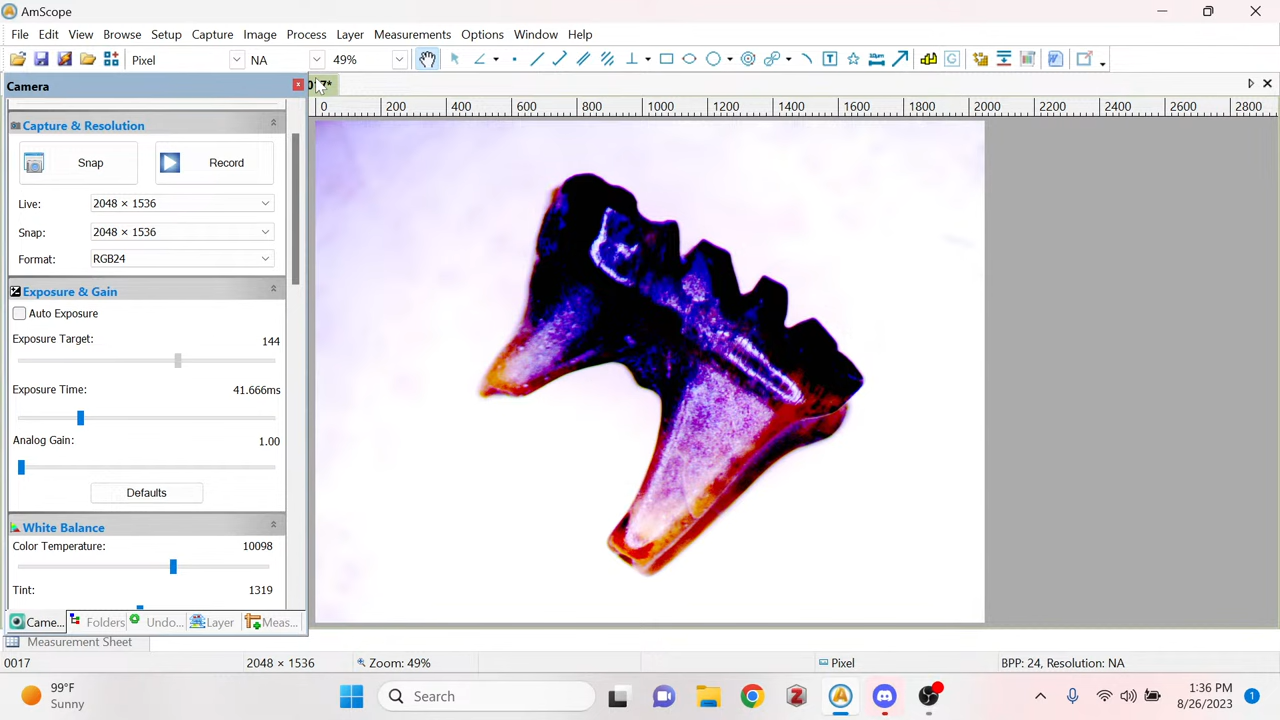 AmScope
File Edit View Browse Setup Capture Image Process Layer Measurements Options Window Help
Pixel NA 49%
Camera
0 200 400 600 800 1000 1200 1400 1600 1800 2000 2200 2400 2600 2800
Capture & Resolution
Snap Record
Live: 2048 × 1536
Snap: 2048 × 1536
Format: RGB24
Exposure & Gain
Auto Exposure
Exposure Target: 144
Exposure Time: 41.666ms
Analog Gain: 1.00
Defaults
White Balance
Color Temperature: 10098
Tint: 1319
Came... Folders Undo... Layer Meas...
Measurement Sheet
0017 2048 × 1536 Zoom: 49% Pixel BPP: 24, Resolution: NA
99°F
Sunny
Search
1:36 PM
8/26/2023
1